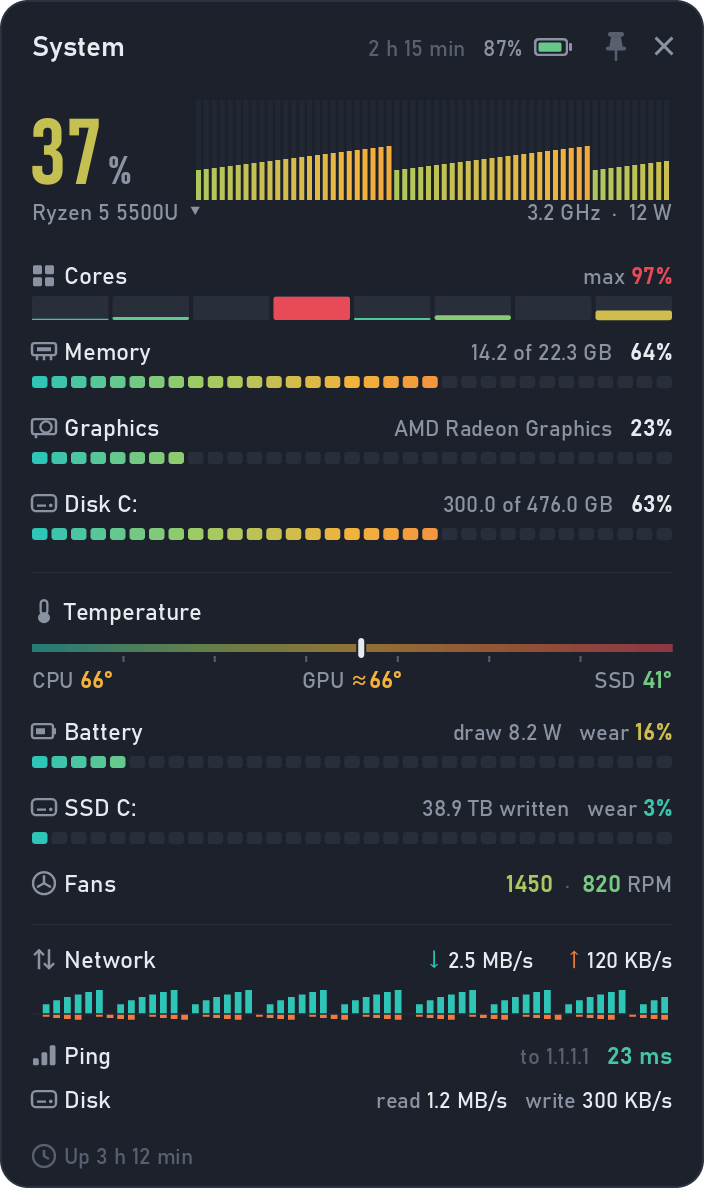 System 2 h 15 min 87%
37 %
Ryzen 5 5500U 3.2 GHz · 12 W
Cores max 97%
Memory 14.2 of 22.3 GB 64%
Graphics AMD Radeon Graphics 23%
Disk C: 300.0 of 476.0 GB 63%
Temperature
CPU 66° GPU ≈66° SSD 41°
Battery draw 8.2 W wear 16%
SSD C: 38.9 TB written wear 3%
Fans 1450 · 820 RPM
Network ↓ 2.5 MB/s ↑ 120 KB/s
Ping to 1.1.1.1 23 ms
Disk read 1.2 MB/s write 300 KB/s
Up 3 h 12 min